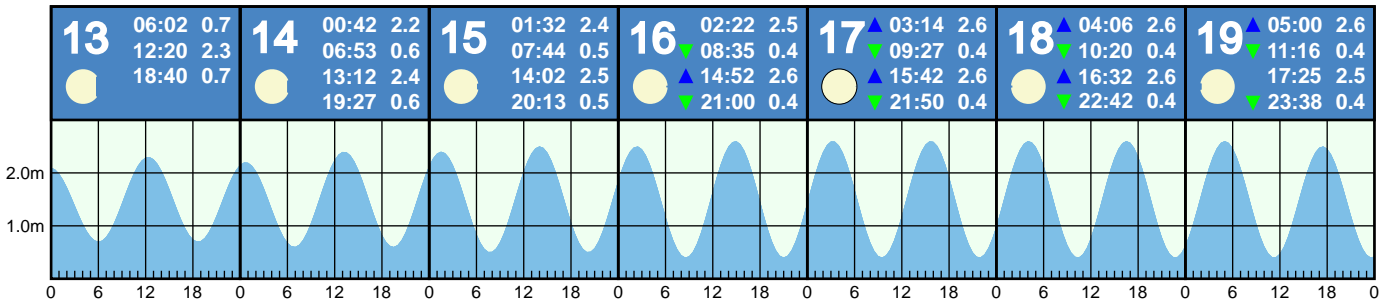 13
06:02 0.7
12:20 2.3
18:40 0.7
14
00:42 2.2
06:53 0.6
13:12 2.4
19:27 0.6
15
01:32 2.4
07:44 0.5
14:02 2.5
20:13 0.5
16
02:22 2.5
▼ 08:35 0.4
▲ 14:52 2.6
▼ 21:00 0.4
17
▲ 03:14 2.6
▼ 09:27 0.4
▲ 15:42 2.6
▼ 21:50 0.4
18
▲ 04:06 2.6
▼ 10:20 0.4
▲ 16:32 2.6
▼ 22:42 0.4
19
▲ 05:00 2.6
▼ 11:16 0.4
17:25 2.5
▼ 23:38 0.4
2.0m
1.0m
0 6 12 18 0 6 12 18 0 6 12 18 0 6 12 18 0 6 12 18 0 6 12 18 0 6 12 18 0